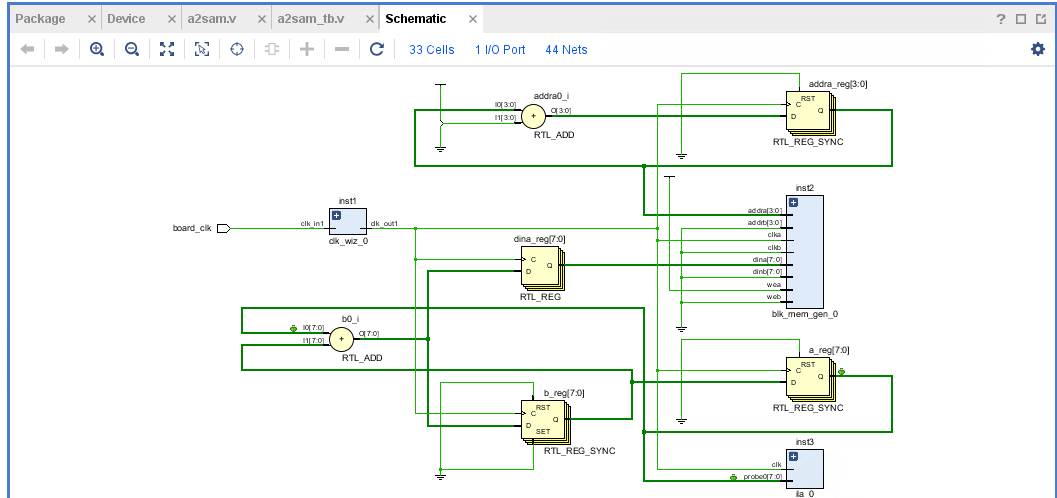 Package
Device
a2sam.v
a2sam_tb.v
Schematic
33 Cells
1 I/O Port
44 Nets
addra_reg[3:0]
RST
C
D
Q
RTL_REG_SYNC
addra0_i
I0[3:0]
I1[3:0]
+
O[3:0]
RTL_ADD
inst1
board_clk
clk_in1
clk_out1
clk_wiz_0
inst2
addra[3:0]
addrb[3:0]
clka
clkb
dina[7:0]
dinb[7:0]
wea
web
blk_mem_gen_0
dina_reg[7:0]
C
D
Q
RTL_REG
b0_i
I0[7:0]
I1[7:0]
+
O[7:0]
RTL_ADD
a_reg[7:0]
RST
C
D
Q
RTL_REG_SYNC
b_reg[7:0]
RST
C
D
Q
SET
RTL_REG_SYNC
inst3
clk
probe0[7:0]
ila_0